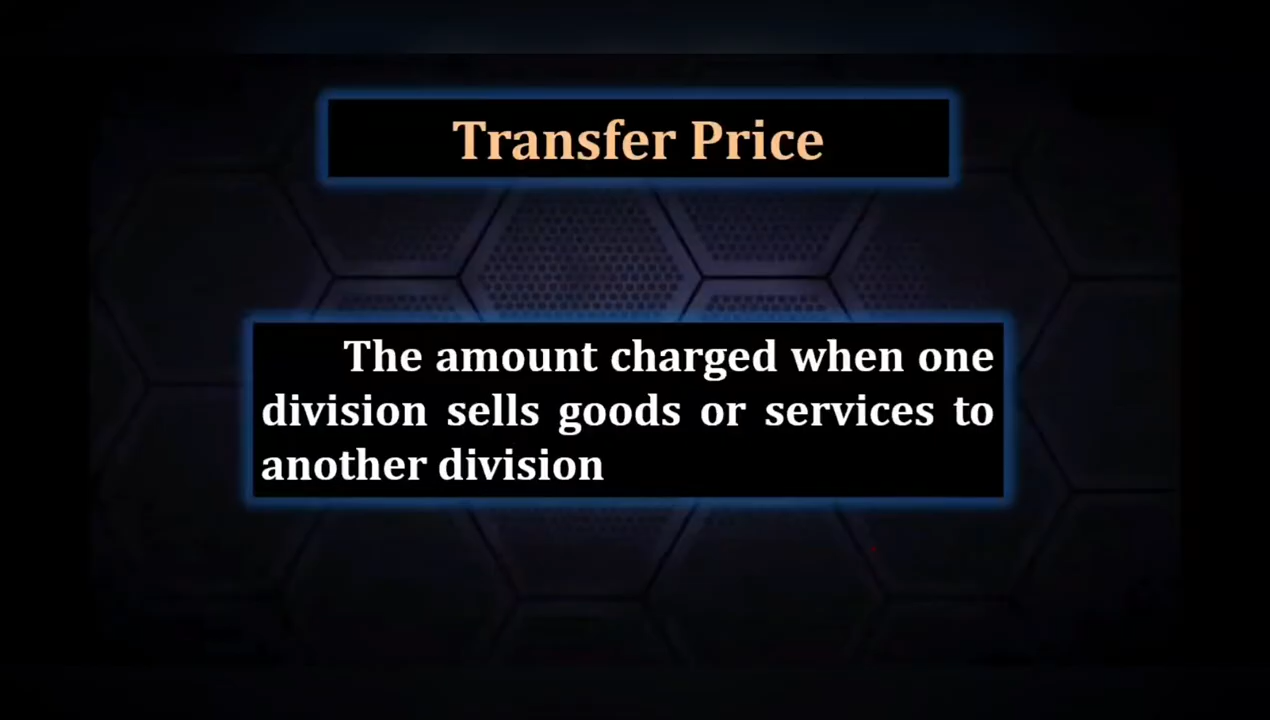 Transfer Price
The amount charged when one
division sells goods or services to
another division